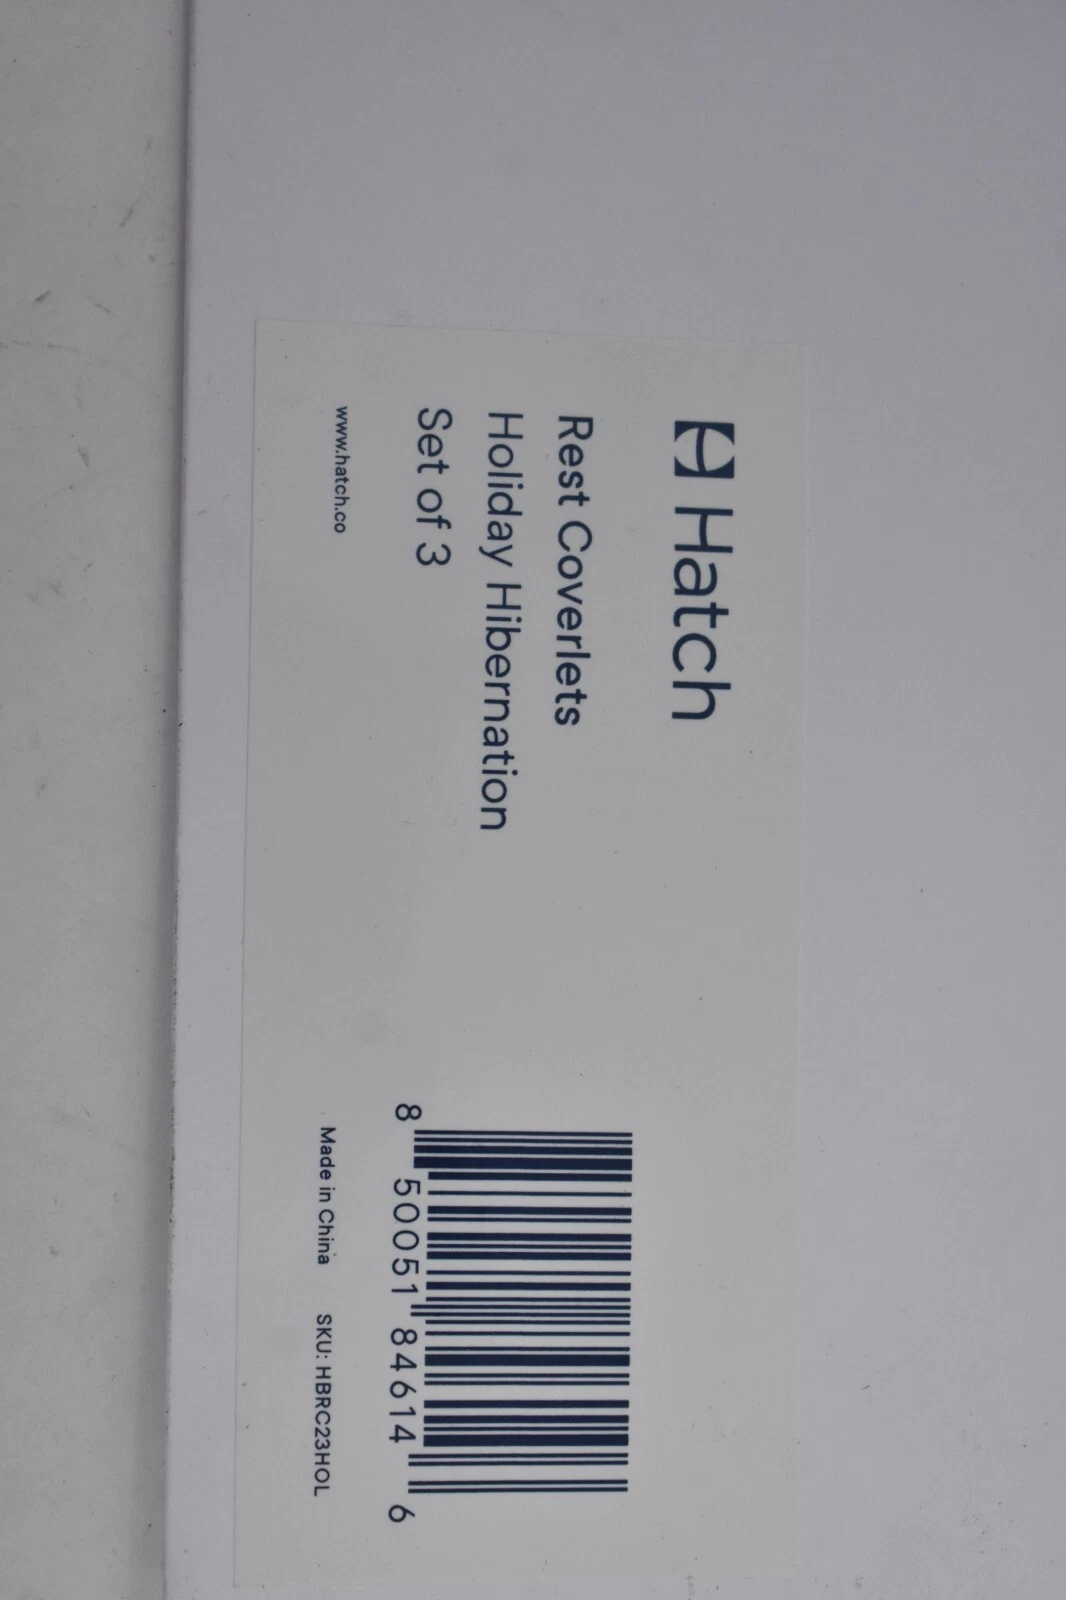 Hatch
Rest Coverlets
Holiday Hibernation
Set of 3
www.hatch.co
8 50051 84614 6
Made in China SKU: HBRC23HOL